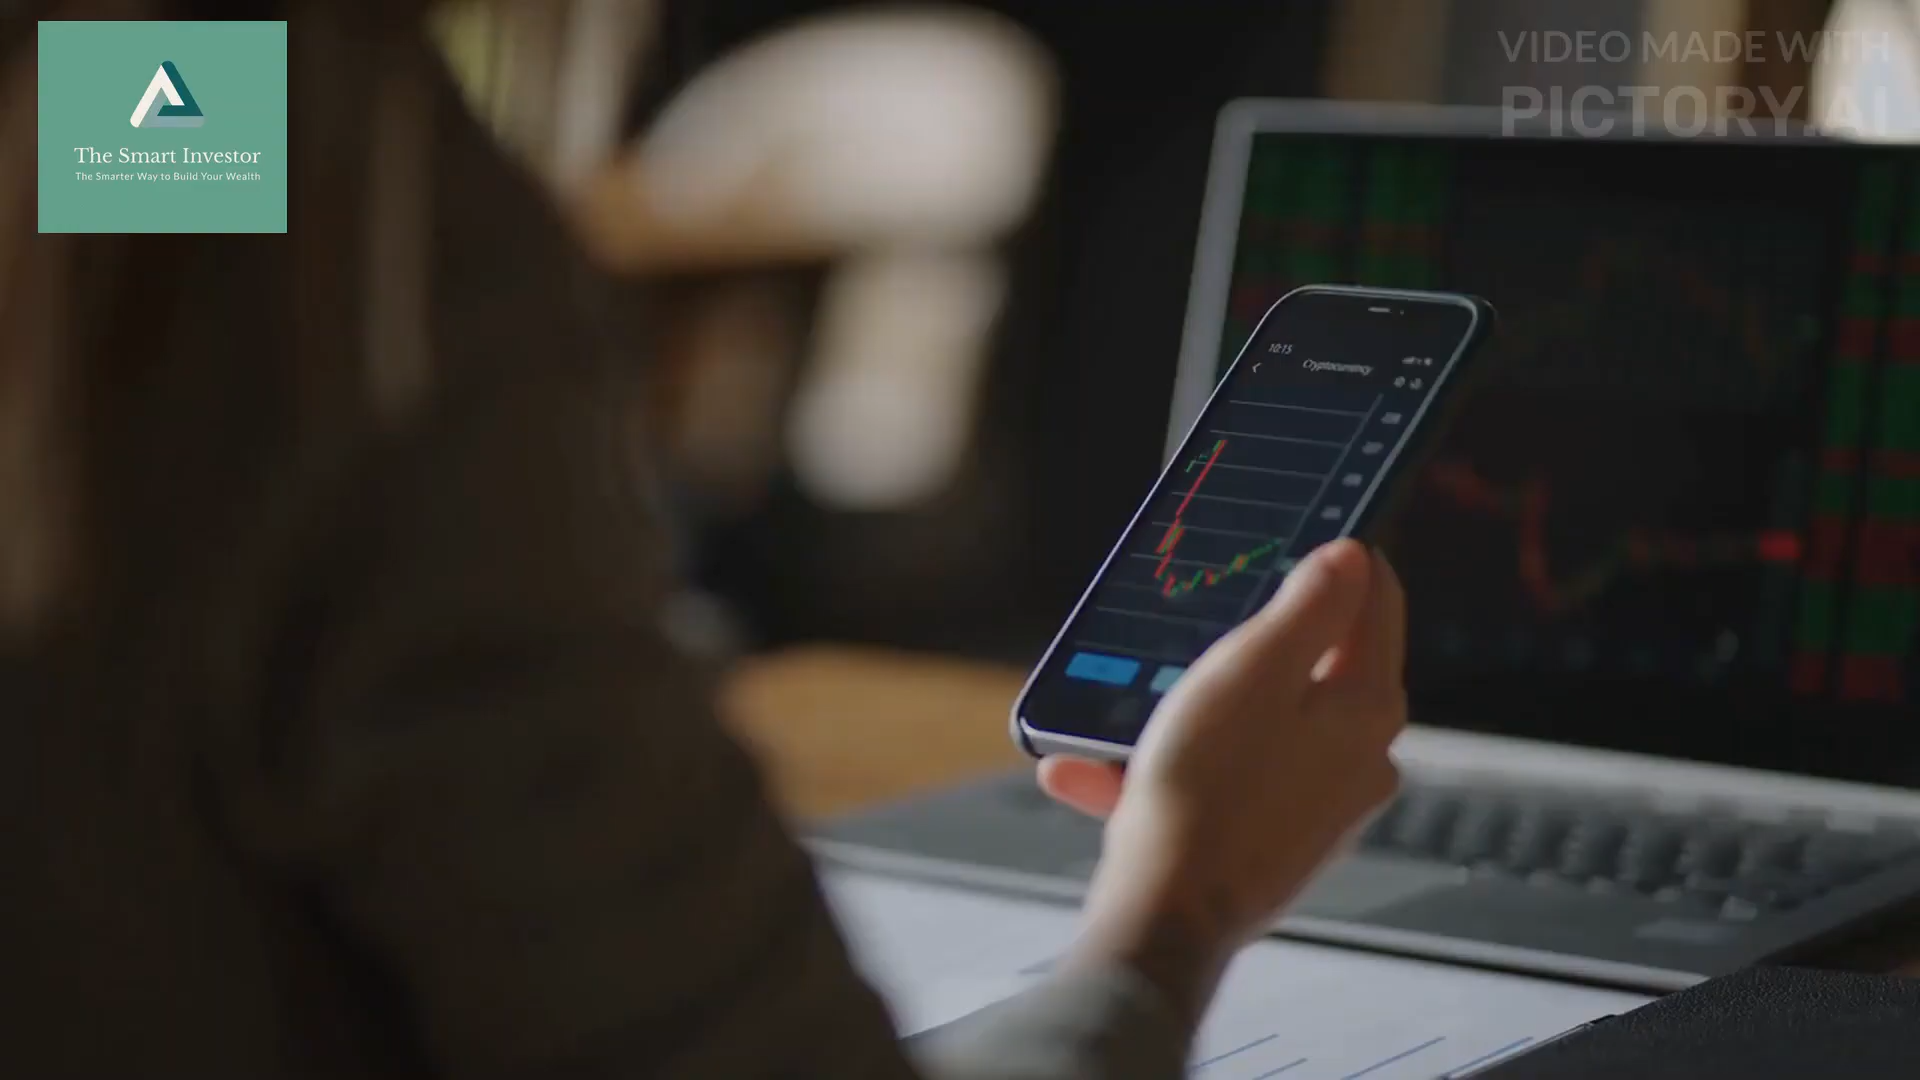 The Smart Investor
The Smarter Way to Build Your Wealth
VIDEO MADE WITH
PICTORY.AI
10:15
Cryptocurrency